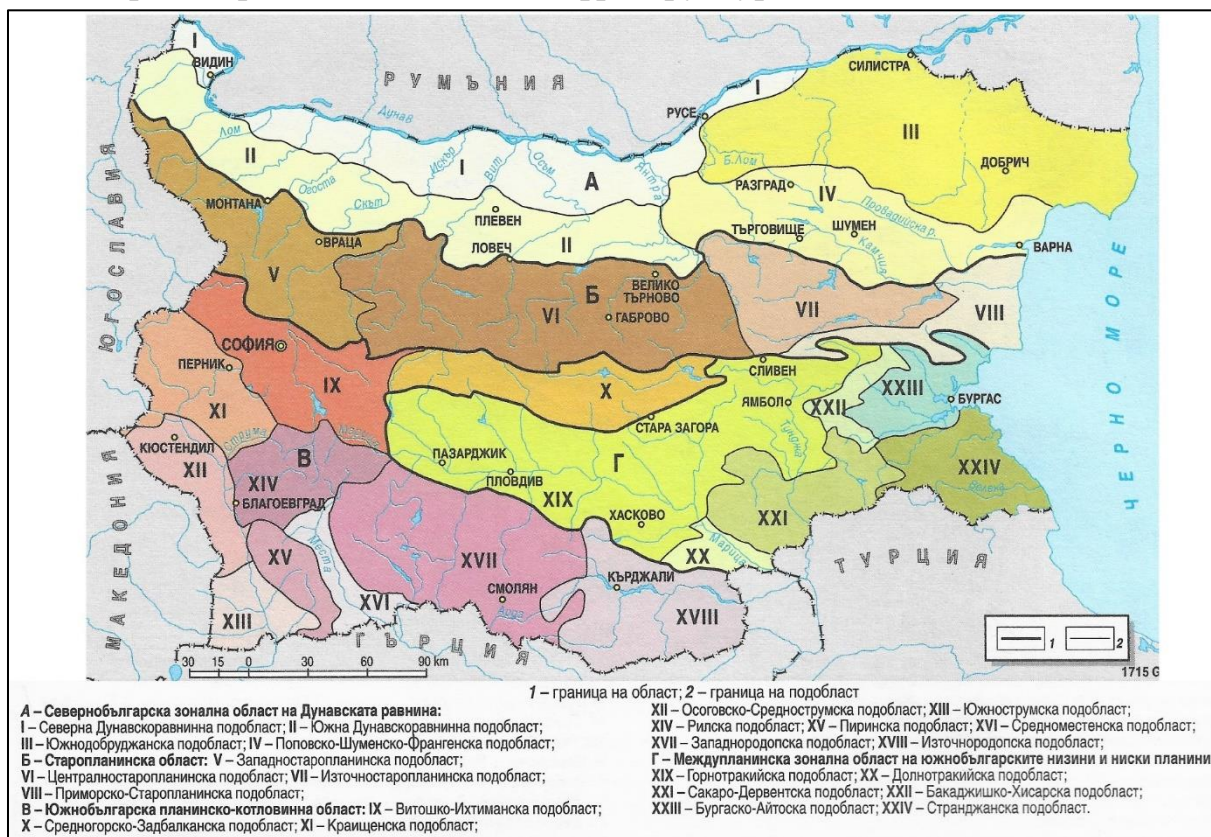 I
ВИДИН
РУМЪНИЯ
СИЛИСТРА
I
РУСЕ
Дунав
III
ДОБРИЧ
Лом
II
Искър
I
Вит
Осъм
А
Янтра
Б.Лом
РАЗГРАД
IV
Провадийска р.
Огоста
Скът
МОНТАНА
ПЛЕВЕН
ТЪРГОВИЩЕ
ШУМЕН
Камчия
ВАРНА
ВРАЦА
ЛОВЕЧ
II
V
Б
ВЕЛИКО
ТЪРНОВО
VI
ГАБРОВО
VII
VIII
ЮГОСЛАВИЯ
СОФИЯ
ПЕРНИК
IX
XI
X
СЛИВЕН
ЯМБОЛ
XXII
XXIII
БУРГАС
ЧЕРНО МОРЕ
СТАРА ЗАГОРА
Тунджа
КЮСТЕНДИЛ
Струма
Марица
XII
В
XIV
БЛАГОЕВГРАД
ПАЗАРДЖИК
ПЛОВДИВ
Г
XIX
ХАСКОВО
XXI
XXIV
Велека
МАКЕДОНИЯ
XV
Места
XVII
Марица
XX
ТУРЦИЯ
XIII
XVI
СМОЛЯН
Арда
КЪРДЖАЛИ
XVIII
ГЪРЦИЯ
30 15 0 30 60 90 km
1
2
1715 G
1 – граница на област; 2 – граница на подобласт
А – Севернобългарска зонална област на Дунавската равнина:
I – Северна Дунавскоравнинна подобласт; II – Южна Дунавскоравнинна подобласт;
III – Южнодобруджанска подобласт; IV – Поповско-Шуменско-Франгенска подобласт;
Б – Старопланинска област: V – Западностаропланинска подобласт;
VI – Централностаропланинска подобласт; VII – Източностаропланинска подобласт;
VIII – Приморско-Старопланинска подобласт;
В – Южнобългарска планинско-котловинна област: IX – Витошко-Ихтиманска подобласт;
X – Средногорско-Задбалканска подобласт; XI – Краищенска подобласт;
XII – Осоговско-Среднострумска подобласт; XIII – Южнострумска подобласт;
XIV – Рилска подобласт; XV – Пиринска подобласт; XVI – Средноместенска подобласт;
XVII – Западнородопска подобласт; XVIII – Източнородопска подобласт;
Г – Междупланинска зонална област на южнобългарските низини и ниски планини
XIX – Горнотракийска подобласт; XX – Долнотракийска подобласт;
XXI – Сакаро-Дервентска подобласт; XXII – Бакаджишко-Хисарска подобласт;
XXIII – Бургаско-Айтоска подобласт; XXIV – Странджанска подобласт.